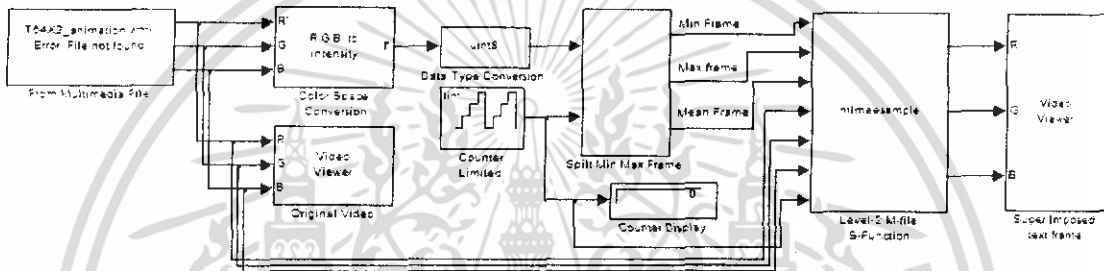 T54X2_animation.wmv
Error: File not found
From Multimedia File
R'
G'
B'
R'G'B' to
intensity
I'
Color Space
Conversion
R
G
B
Video
Viewer
Original Video
uint8
Data Type Conversion
lim
Counter
Limited
Split Min Max Frame
Min Frame
Max frame
Mean Frame
0
Counter Display
Level-2 M-file
S-Function
R
G
B
Video
Viewer
Super Imposed
text frame